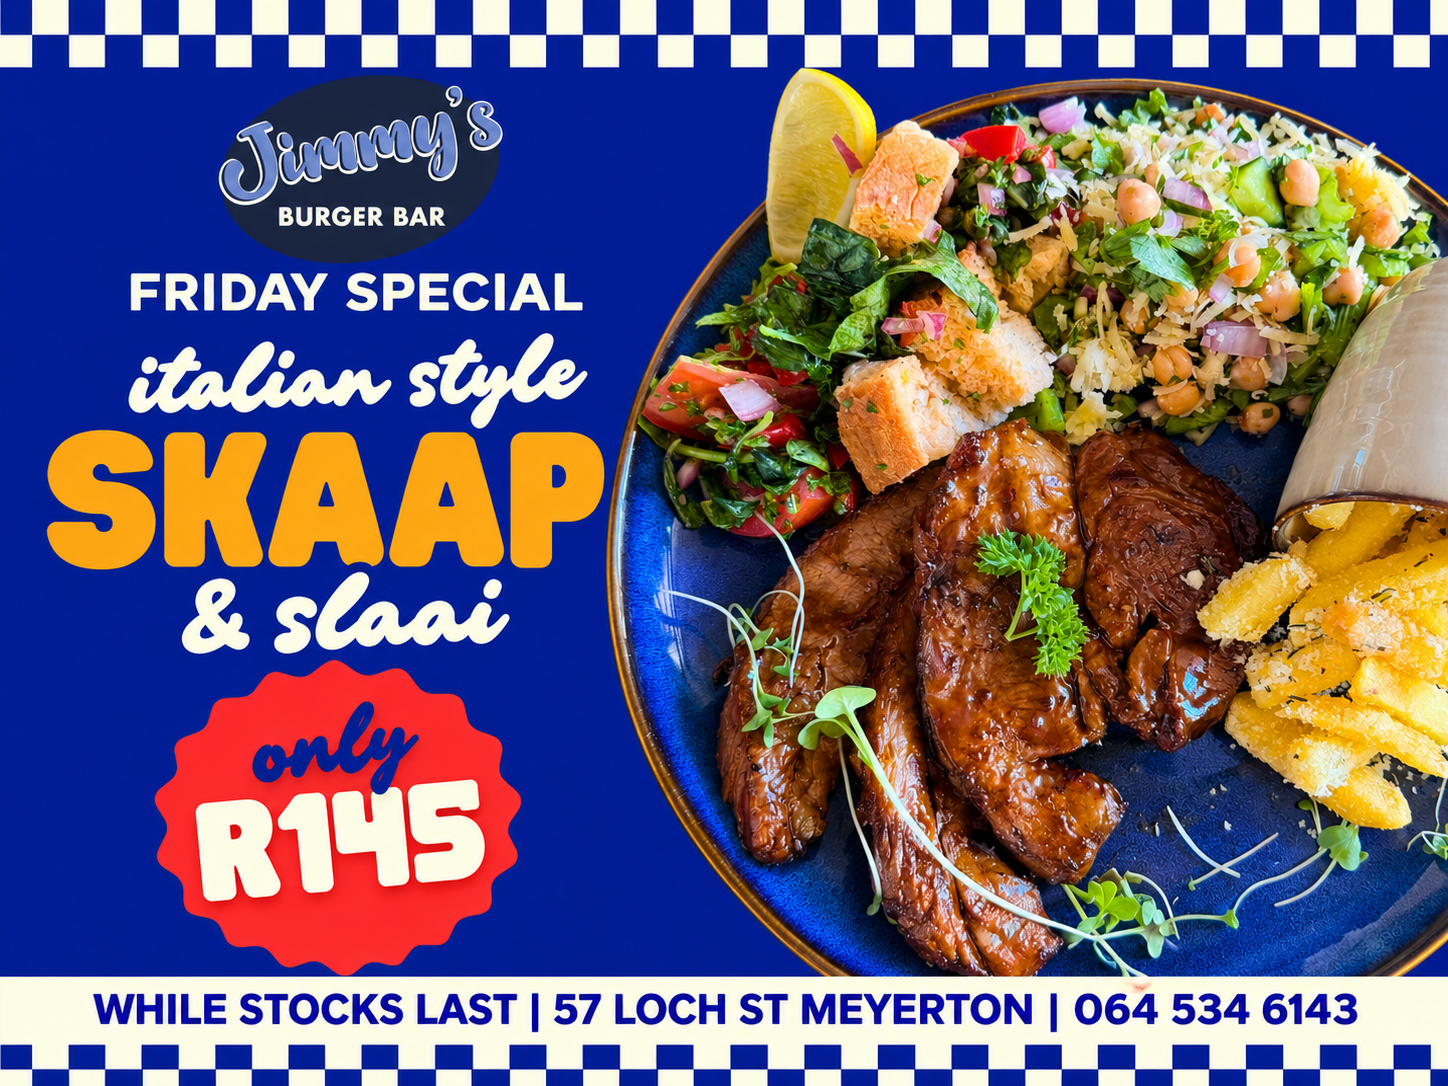 Jimmy's
BURGER BAR
FRIDAY SPECIAL
italian style
SKAAP
& slaai
only
R145
WHILE STOCKS LAST | 57 LOCH ST MEYERTON | 064 534 6143